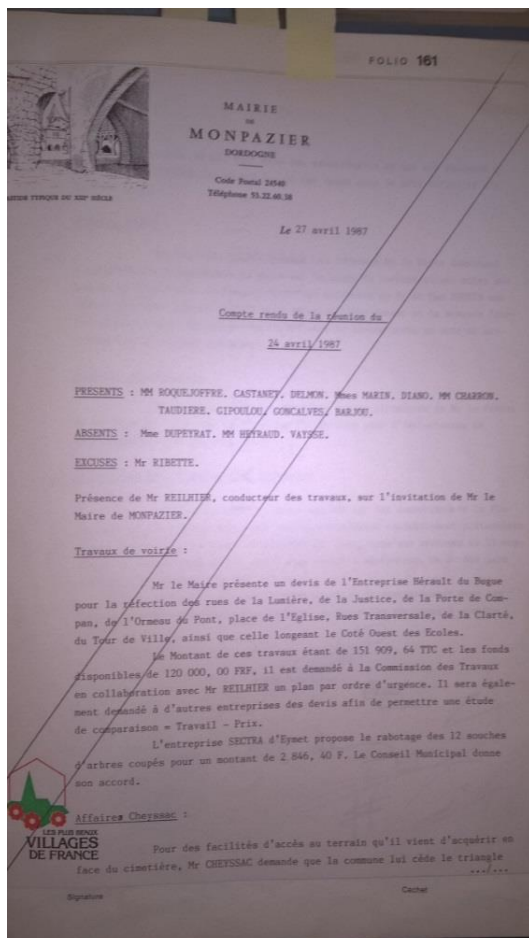 FOLIO 161
MAIRIE
DE
MONPAZIER
DORDOGNE
Code Postal 24540
Téléphone 53.22.60.38
DU XIIIe SIÈCLE
Le 27 avril 1987
Compte rendu de la réunion du
24 avril 1987
PRESENTS : MM ROQUEJOFFRE, CASTANET, DELMON, Mmes MARIN, DIANO, MM CHARRON,
TAUDIERE, GIPOULOU, GONCALVES, BARJOU.
ABSENTS : Mme DUPEYRAT, MM HEYRAUD, VAYSSE.
EXCUSES : Mr RIBETTE.
Présence de Mr REILHIER, conducteur des travaux, sur l'invitation de Mr le
Maire de MONPAZIER.
Travaux de voirie :
Mr le Maire présente un devis de l'Entreprise Hérault du Bugue
pour la réfection des rues de la Lumière, de la Justice, de la Porte de Com-
pan, de l'Ormeau du Pont, place de l'Eglise, Rues Transversale, de la Clarté,
du Tour de Ville, ainsi que celle longeant le Coté Ouest des Ecoles.
Le Montant de ces travaux étant de 151 909, 64 TTC et les fonds
disponibles de 120 000, 00 FRF, il est demandé à la Commission des Travaux
en collaboration avec Mr REILHIER un plan par ordre d'urgence. Il sera égale-
ment demandé à d'autres entreprises des devis afin de permettre une étude
de comparaison = Travail - Prix.
L'entreprise SECTRA d'Eymet propose le rabotage des 12 souches
d'arbres coupés pour un montant de 2 846, 40 F. Le Conseil Municipal donne
son accord.
Affaires Cheyssac :
LES PLUS BEAUX
VILLAGES
DE FRANCE
Pour des facilités d'accès au terrain qu'il vient d'acquérir en
face du cimetière, Mr CHEYSSAC demande que la commune lui cède le triangle
.../...
Signature
Cachet